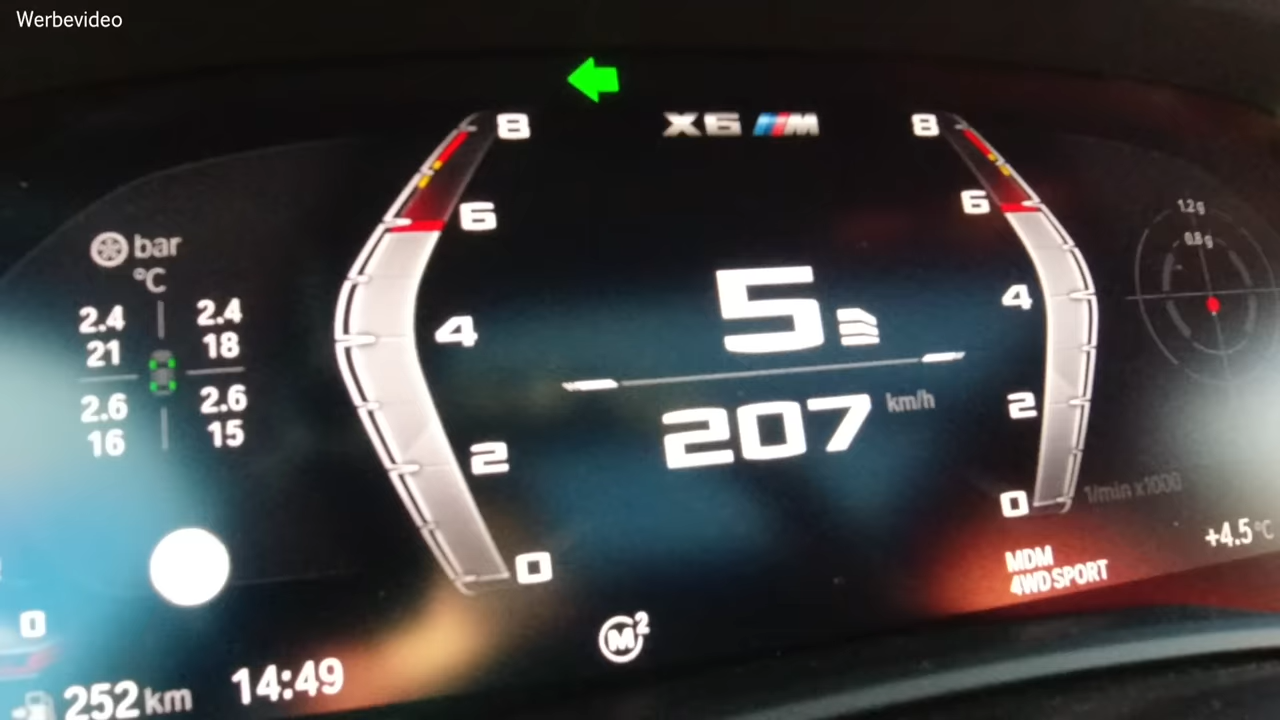 Werbevideo
X6 M
8
8
6
6
4
4
2
2
0
0
bar
°C
2.4 2.4
21 18
2.6 2.6
16 15
5
207 km/h
1.2 g
0.8 g
1/min x1000
+4.5 °C
MDM
4WD SPORT
M2
0
252 km
14:49